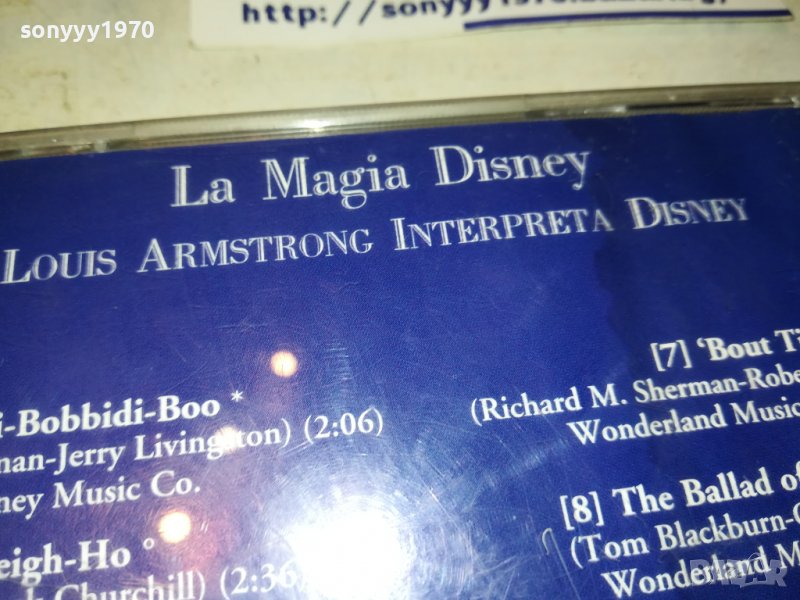 sonyyy1970
La Magia Disney
LOUIS ARMSTRONG INTERPRETA DISNEY
i-Bobbidi-Boo *
man-Jerry Livingston) (2:06)
ney Music Co.
eigh-Ho °
k Churchill) (2:36
[7] ‘Bout Ti
(Richard M. Sherman-Robe
Wonderland Music
[8] The Ballad of
(Tom Blackburn-
Wonderland M